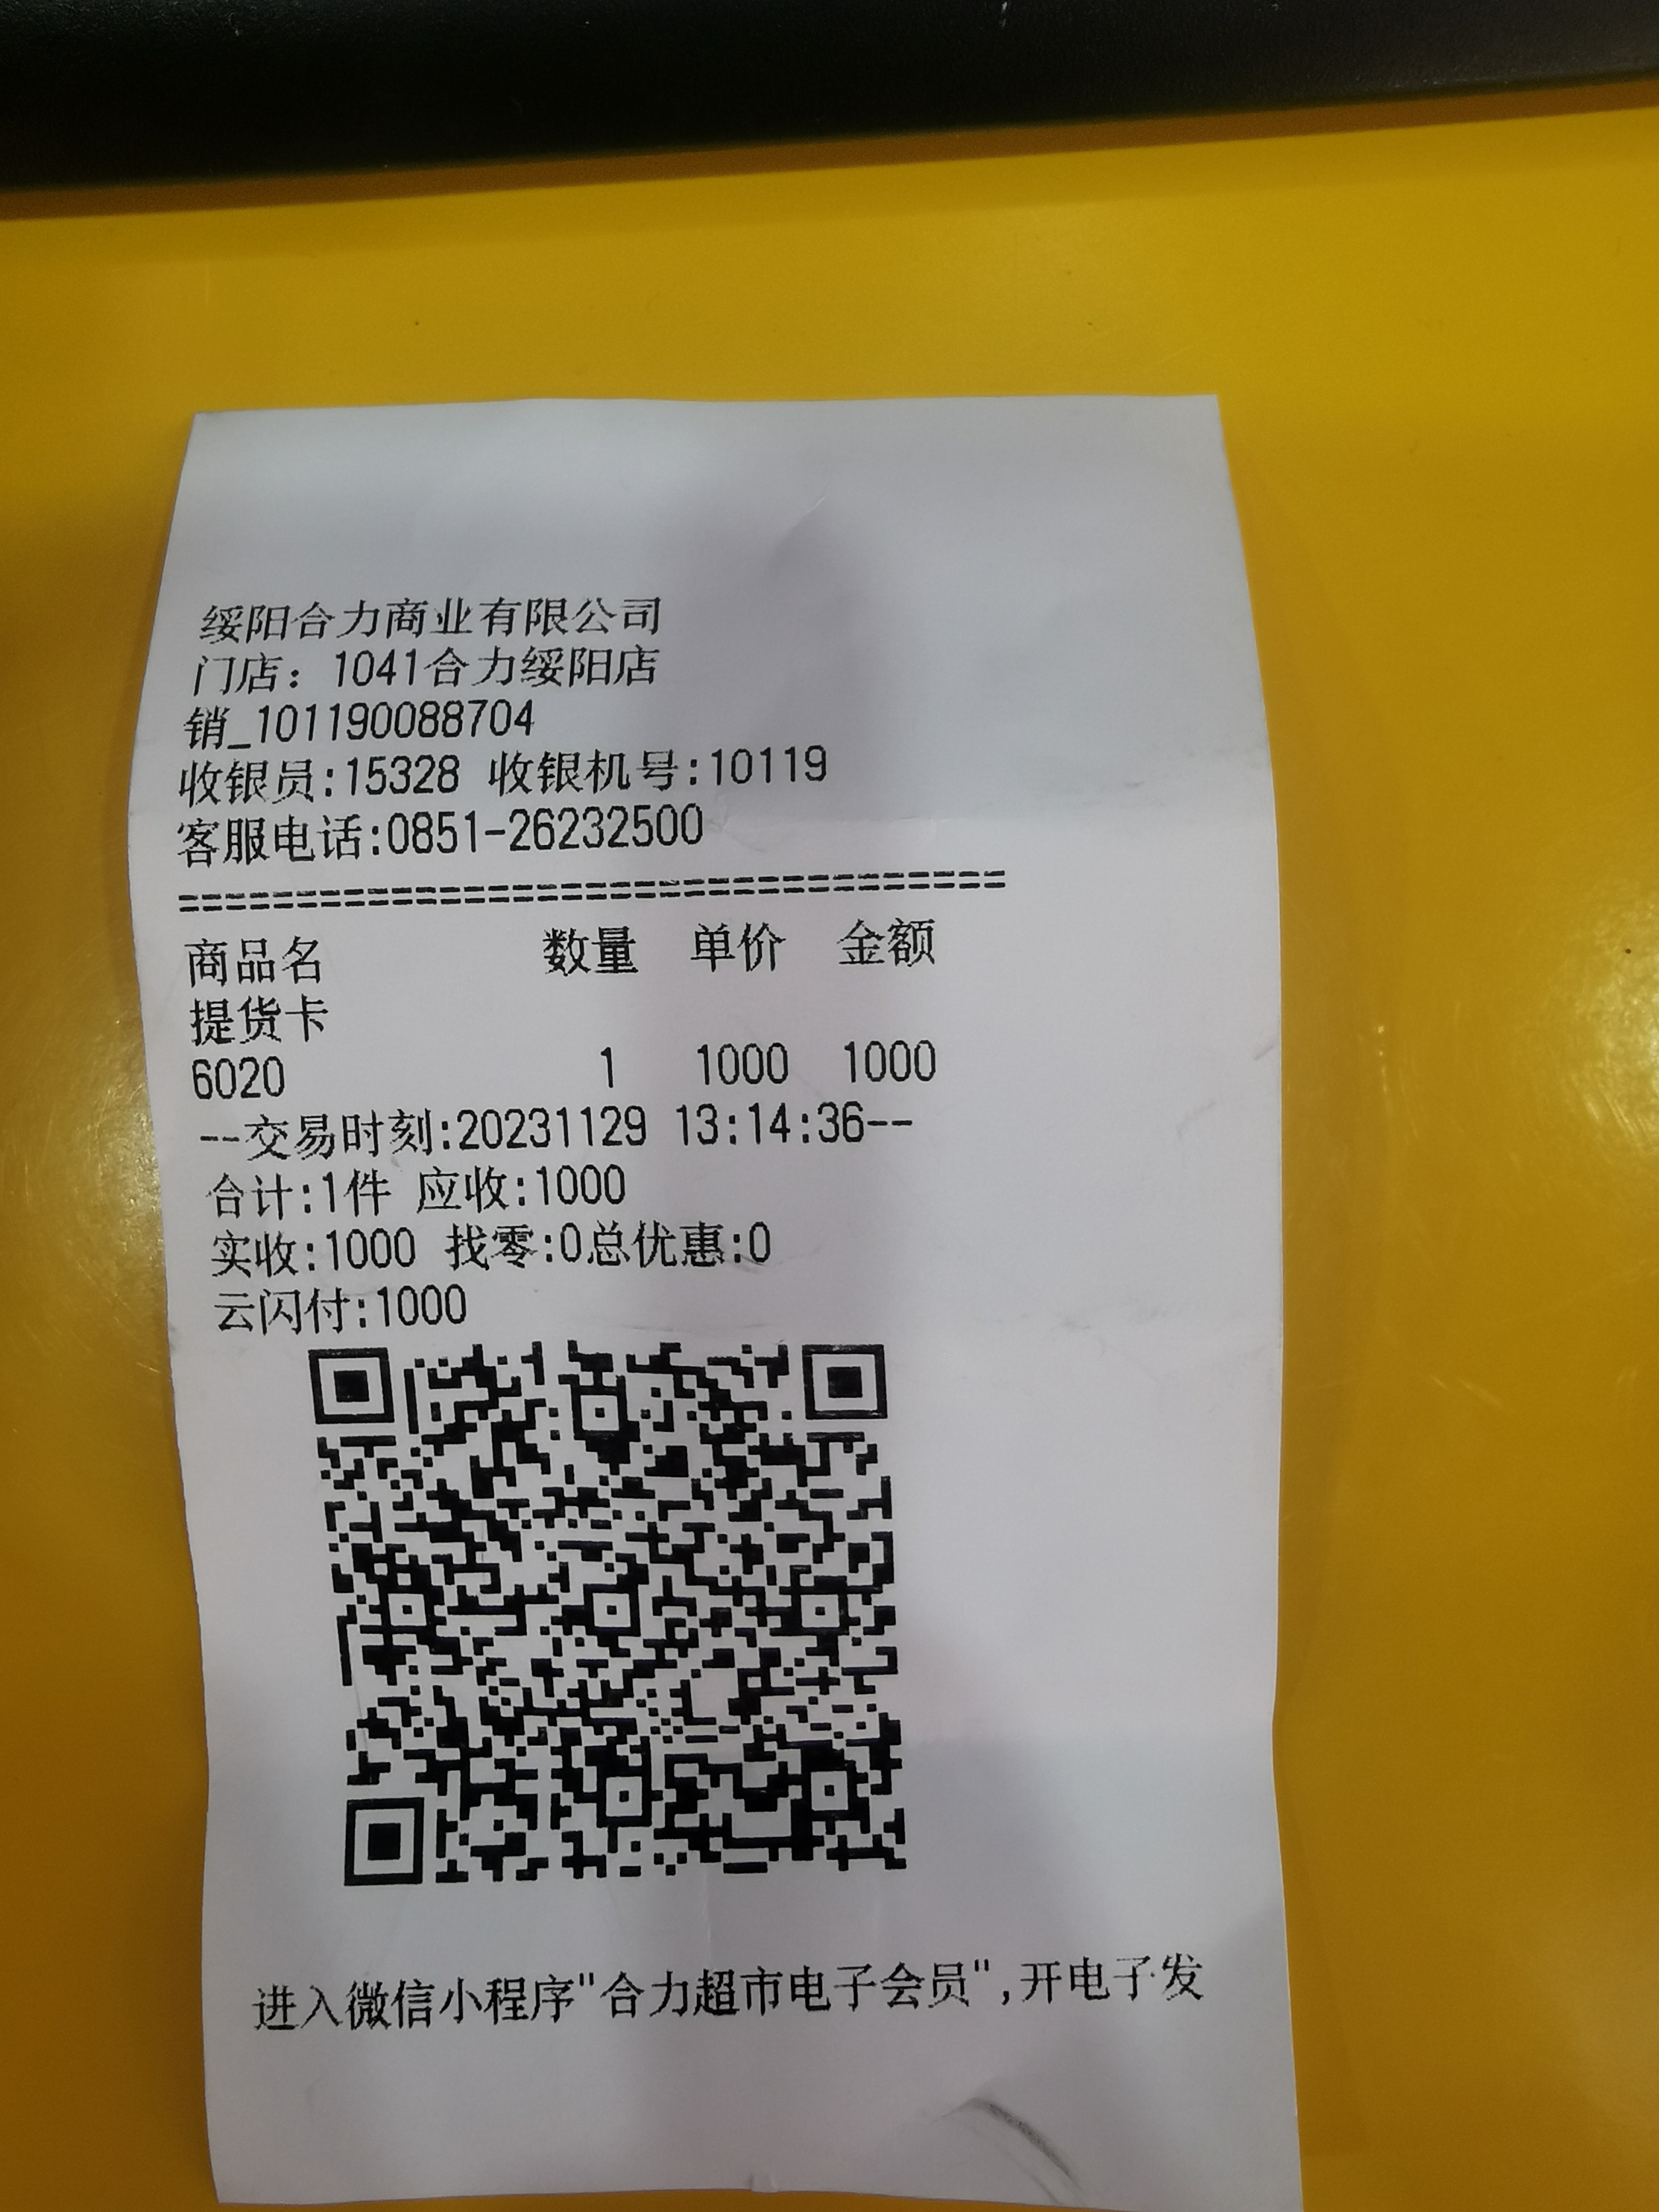 绥阳合力商业有限公司
门店：1041合力绥阳店
销_101190088704
收银员:15328 收银机号:10119
客服电话:0851-26232500
===================================
商品名 数量 单价 金额
提货卡
6020 1 1000 1000
--交易时刻:20231129 13:14:36--
合计:1件 应收:1000
实收:1000 找零:0总优惠:0
云闪付:1000
进入微信小程序"合力超市电子会员",开电子发